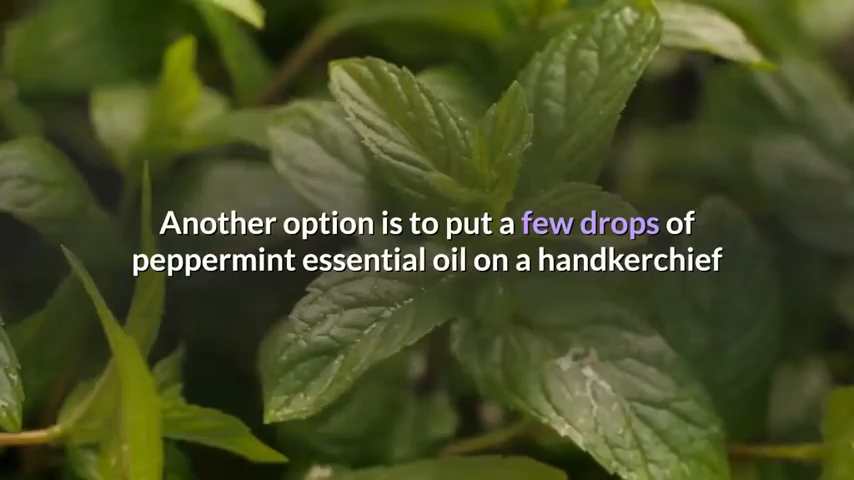 Another option is to put a few drops of
peppermint essential oil on a handkerchief